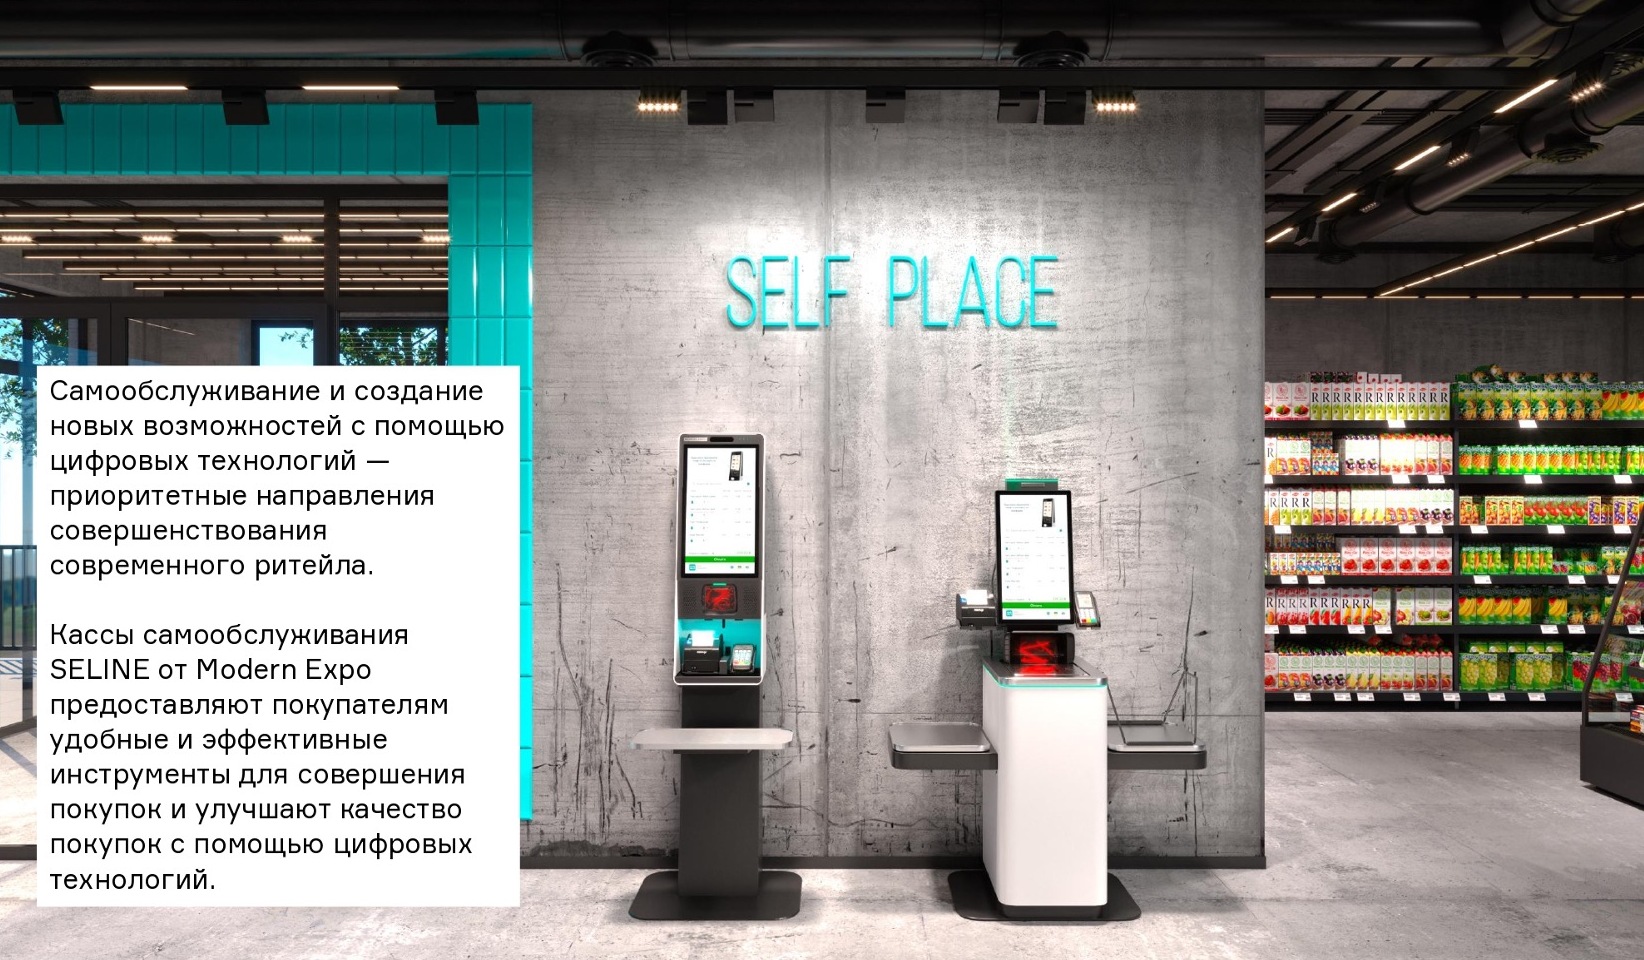 SELF PLACE
Самообслуживание и создание
новых возможностей с помощью
цифровых технологий —
приоритетные направления
совершенствования
современного ритейла.
Кассы самообслуживания
SELINE от Modern Expo
предоставляют покупателям
удобные и эффективные
инструменты для совершения
покупок и улучшают качество
покупок с помощью цифровых
технологий.